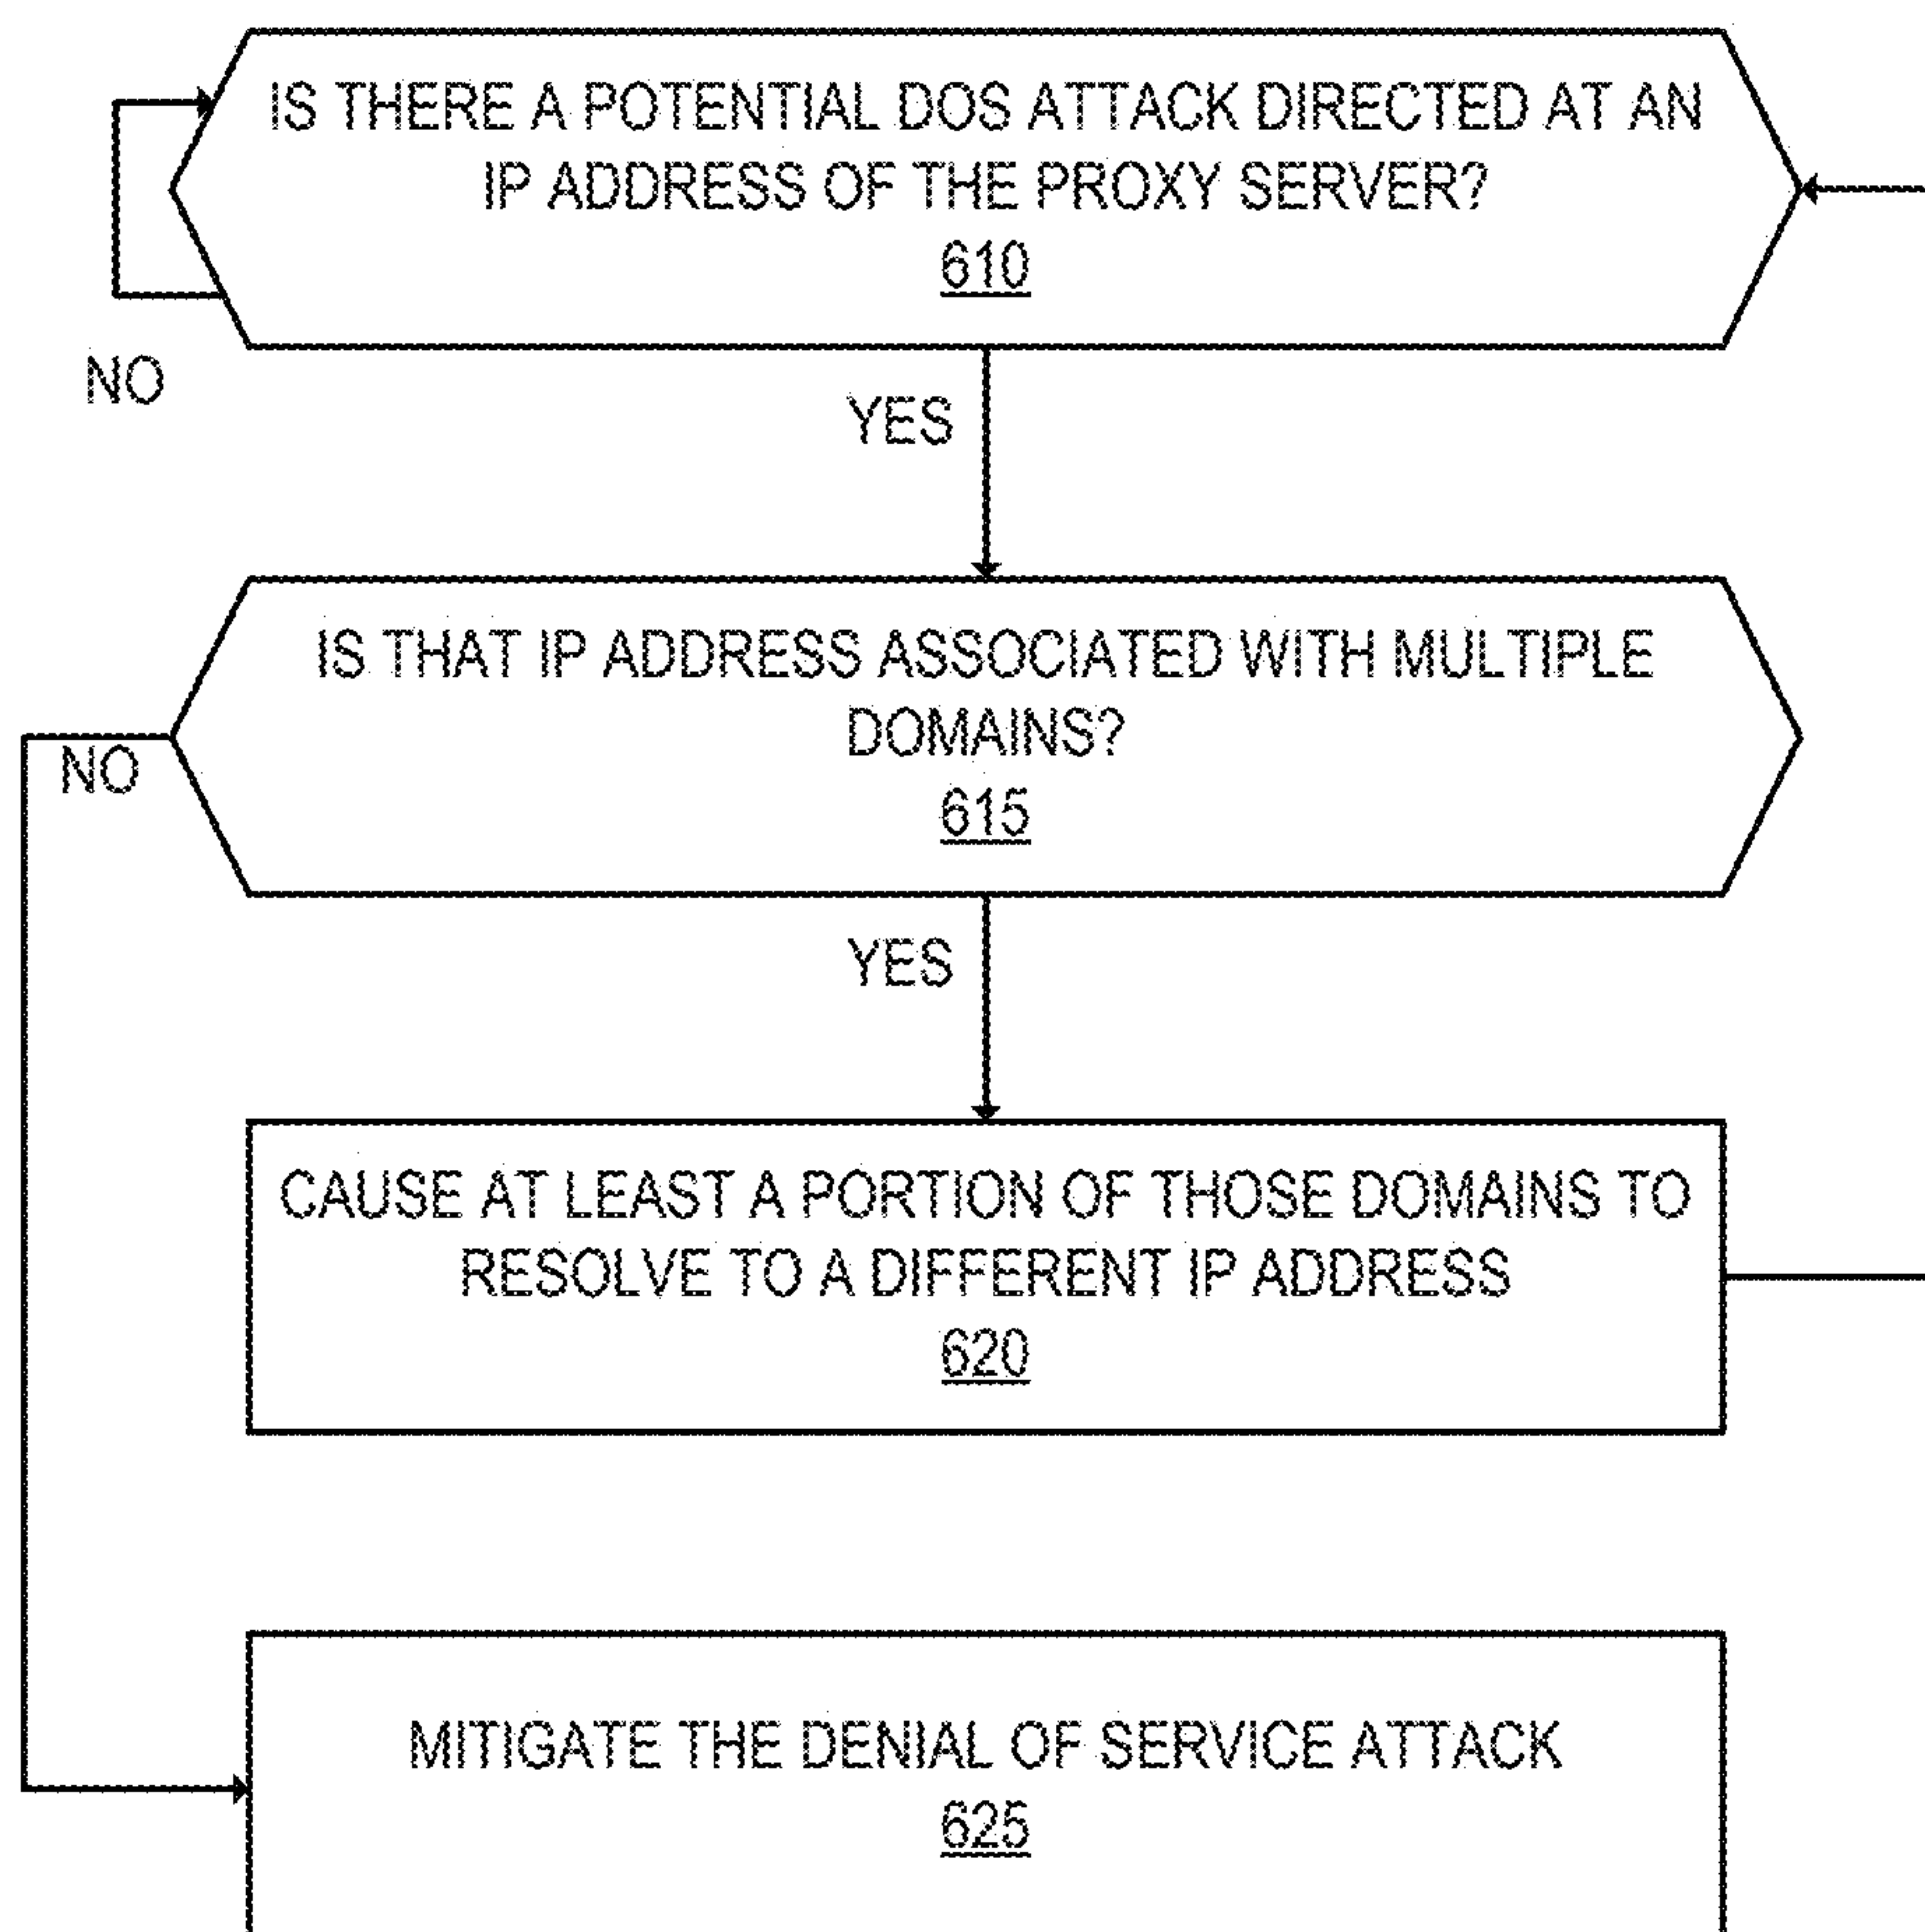 IS THERE A POTENTIAL DOS ATTACK DIRECTED AT AN
IP ADDRESS OF THE PROXY SERVER?
610
NO
YES
IS THAT IP ADDRESS ASSOCIATED WITH MULTIPLE
DOMAINS?
615
NO
YES
CAUSE AT LEAST A PORTION OF THOSE DOMAINS TO
RESOLVE TO A DIFFERENT IP ADDRESS
620
MITIGATE THE DENIAL OF SERVICE ATTACK
625